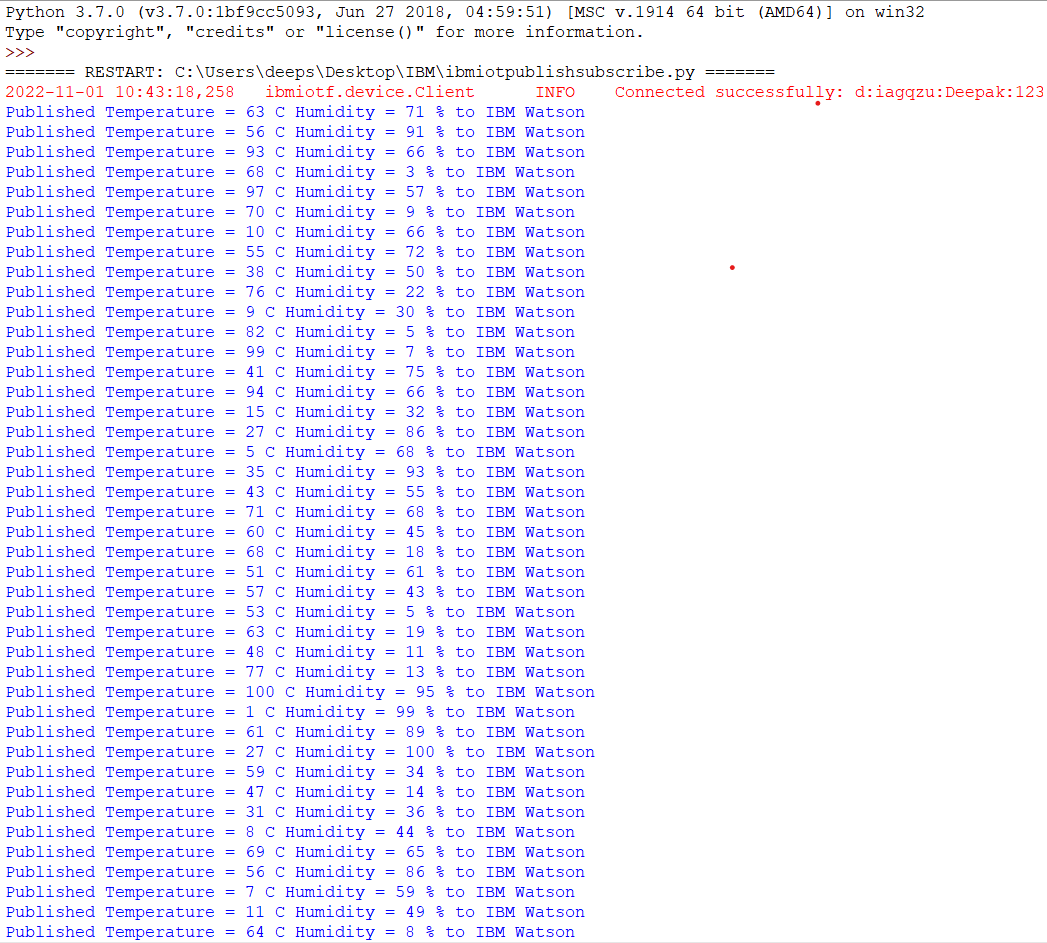 Python 3.7.0 (v3.7.0:1bf9cc5093, Jun 27 2018, 04:59:51) [MSC v.1914 64 bit (AMD64)] on win32
Type "copyright", "credits" or "license()" for more information.
>>>
======= RESTART: C:\Users\deeps\Desktop\IBM\ibmiotpublishsubscribe.py =======
2022-11-01 10:43:18,258   ibmiotf.device.Client      INFO    Connected successfully: d:iagqzu:Deepak:123
Published Temperature = 63 C Humidity = 71 % to IBM Watson
Published Temperature = 56 C Humidity = 91 % to IBM Watson
Published Temperature = 93 C Humidity = 66 % to IBM Watson
Published Temperature = 68 C Humidity = 3 % to IBM Watson
Published Temperature = 97 C Humidity = 57 % to IBM Watson
Published Temperature = 70 C Humidity = 9 % to IBM Watson
Published Temperature = 10 C Humidity = 66 % to IBM Watson
Published Temperature = 55 C Humidity = 72 % to IBM Watson
Published Temperature = 38 C Humidity = 50 % to IBM Watson
Published Temperature = 76 C Humidity = 22 % to IBM Watson
Published Temperature = 9 C Humidity = 30 % to IBM Watson
Published Temperature = 82 C Humidity = 5 % to IBM Watson
Published Temperature = 99 C Humidity = 7 % to IBM Watson
Published Temperature = 41 C Humidity = 75 % to IBM Watson
Published Temperature = 94 C Humidity = 66 % to IBM Watson
Published Temperature = 15 C Humidity = 32 % to IBM Watson
Published Temperature = 27 C Humidity = 86 % to IBM Watson
Published Temperature = 5 C Humidity = 68 % to IBM Watson
Published Temperature = 35 C Humidity = 93 % to IBM Watson
Published Temperature = 43 C Humidity = 55 % to IBM Watson
Published Temperature = 71 C Humidity = 68 % to IBM Watson
Published Temperature = 60 C Humidity = 45 % to IBM Watson
Published Temperature = 68 C Humidity = 18 % to IBM Watson
Published Temperature = 51 C Humidity = 61 % to IBM Watson
Published Temperature = 57 C Humidity = 43 % to IBM Watson
Published Temperature = 53 C Humidity = 5 % to IBM Watson
Published Temperature = 63 C Humidity = 19 % to IBM Watson
Published Temperature = 48 C Humidity = 11 % to IBM Watson
Published Temperature = 77 C Humidity = 13 % to IBM Watson
Published Temperature = 100 C Humidity = 95 % to IBM Watson
Published Temperature = 1 C Humidity = 99 % to IBM Watson
Published Temperature = 61 C Humidity = 89 % to IBM Watson
Published Temperature = 27 C Humidity = 100 % to IBM Watson
Published Temperature = 59 C Humidity = 34 % to IBM Watson
Published Temperature = 47 C Humidity = 14 % to IBM Watson
Published Temperature = 31 C Humidity = 36 % to IBM Watson
Published Temperature = 8 C Humidity = 44 % to IBM Watson
Published Temperature = 69 C Humidity = 65 % to IBM Watson
Published Temperature = 56 C Humidity = 86 % to IBM Watson
Published Temperature = 7 C Humidity = 59 % to IBM Watson
Published Temperature = 11 C Humidity = 49 % to IBM Watson
Published Temperature = 64 C Humidity = 8 % to IBM Watson